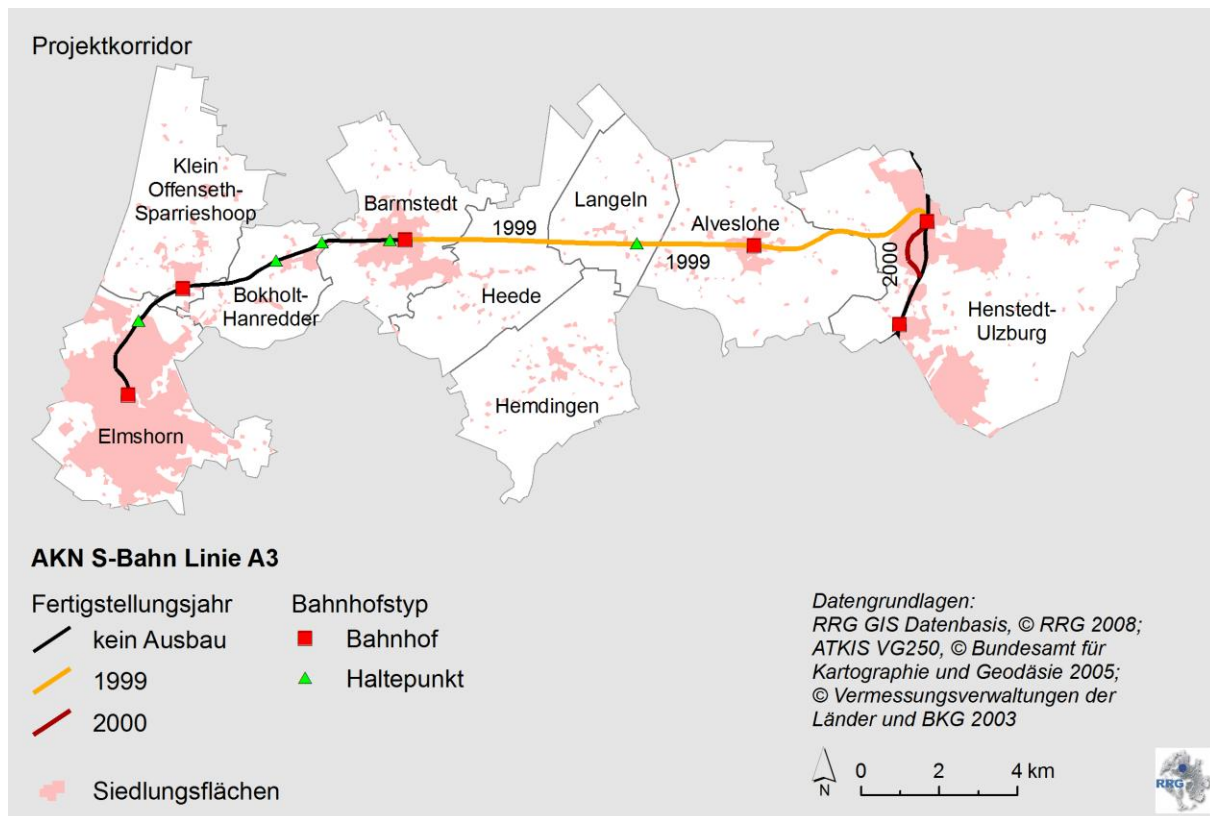 Projektkorridor
Klein
Offenseth-
Sparrieshoop
Barmstedt
1999
Langeln
Alveslohe
1999
2000
Bokholt-
Hanredder
Heede
Henstedt-
Ulzburg
Hemdingen
Elmshorn
AKN S-Bahn Linie A3
Fertigstellungsjahr
kein Ausbau
1999
2000
Siedlungsflächen
Bahnhofstyp
Bahnhof
Haltepunkt
Datengrundlagen:
RRG GIS Datenbasis, © RRG 2008;
ATKIS VG250, © Bundesamt für
Kartographie und Geodäsie 2005;
© Vermessungsverwaltungen der
Länder und BKG 2003
N
0 2 4 km
RRG